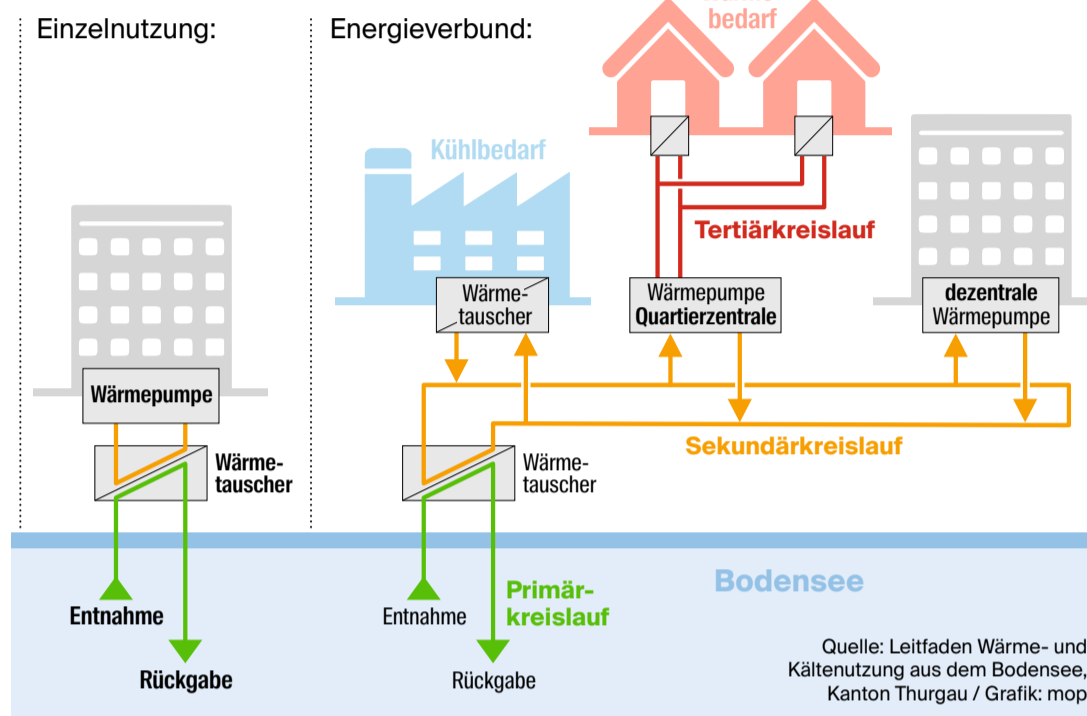 Einzelnutzung:
Energieverbund:
bedarf
Kühlbedarf
Tertiärkreislauf
Wärme-
tauscher
Wärmepumpe
Quartierzentrale
dezentrale
Wärmepumpe
Wärmepumpe
Sekundärkreislauf
Wärme-
tauscher
Wärme-
tauscher
Bodensee
Primär-
kreislauf
Entnahme
Entnahme
Rückgabe
Rückgabe
Quelle: Leitfaden Wärme- und
Kältenutzung aus dem Bodensee,
Kanton Thurgau / Grafik: mop